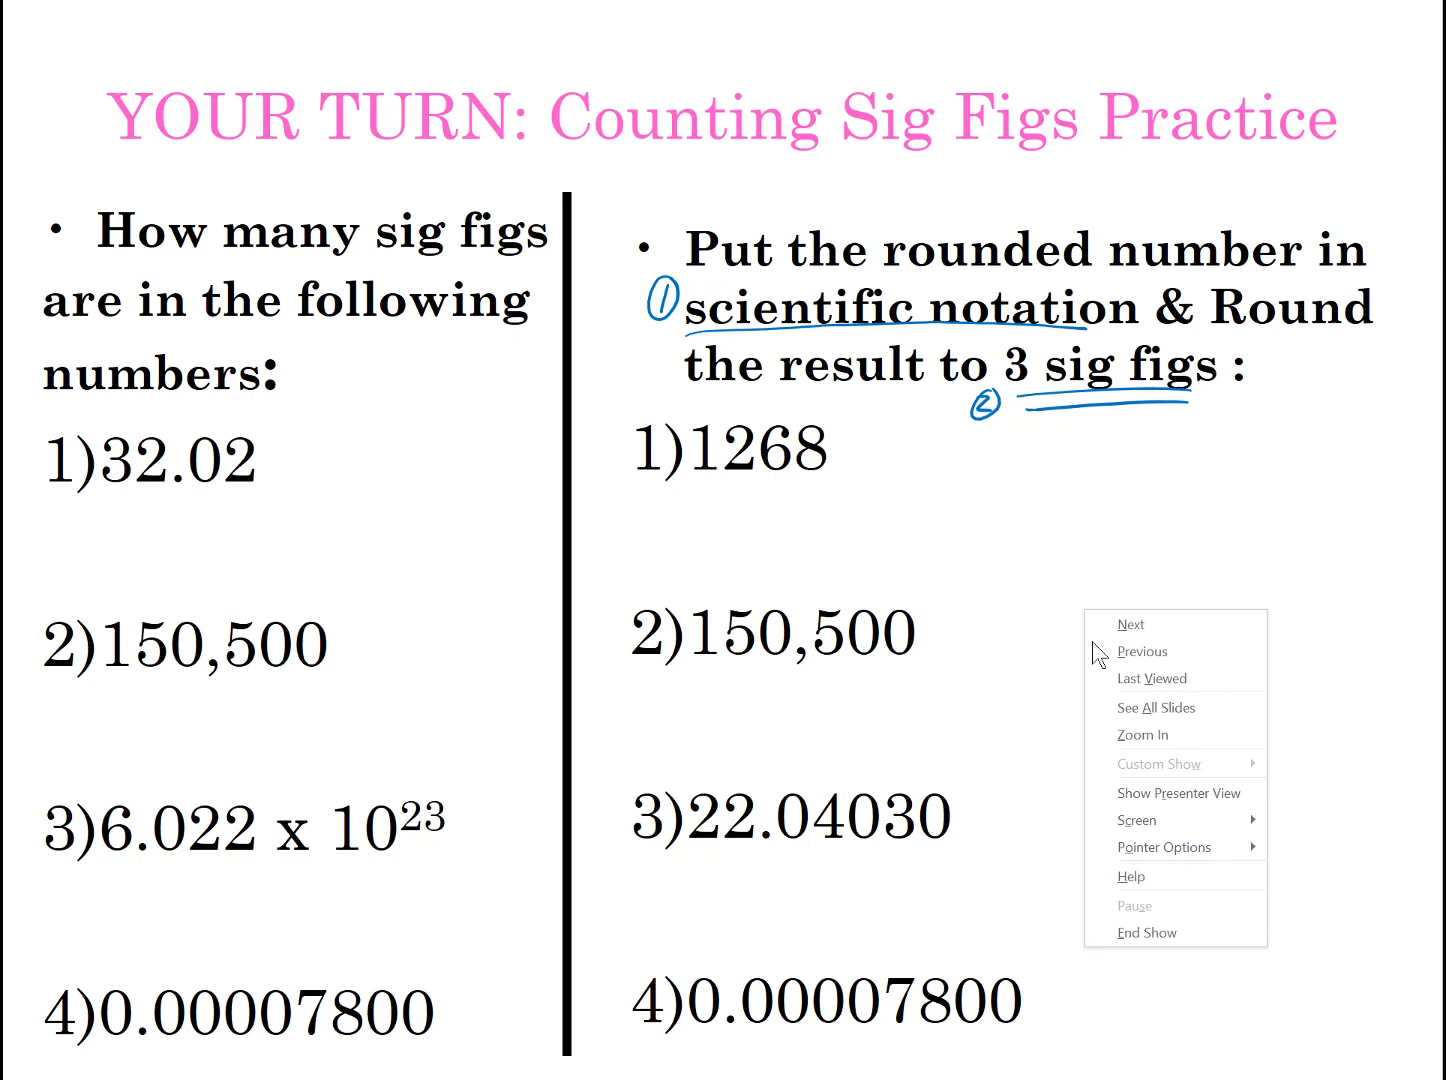 YOUR TURN: Counting Sig Figs Practice
• How many sig figs
are in the following
numbers:
1)32.02
2)150,500
3)6.022 x 10²³
4)0.00007800
• Put the rounded number in
① scientific notation & Round
the result to 3 sig figs :
②
1)1268
2)150,500
3)22.04030
4)0.00007800
Next
Previous
Last Viewed
See All Slides
Zoom In
Custom Show
Show Presenter View
Screen
Pointer Options
Help
Pause
End Show